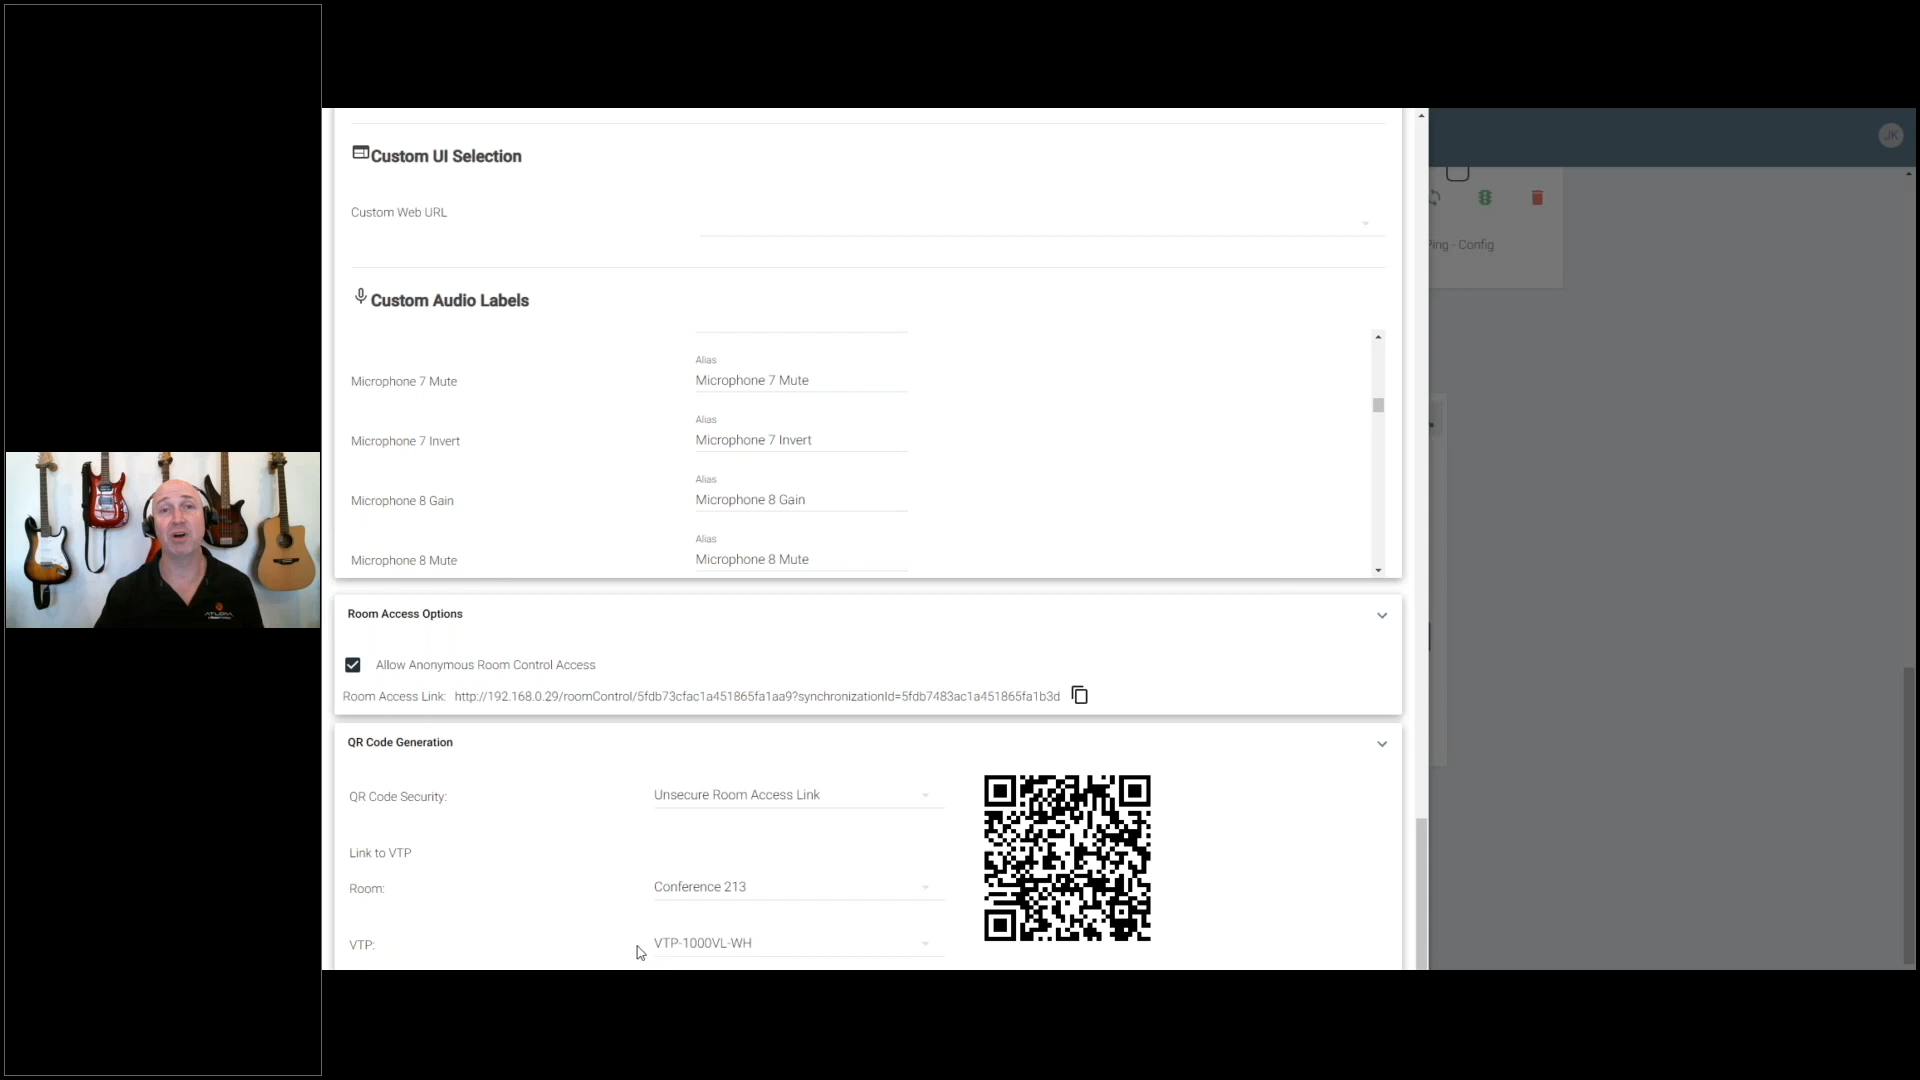 Custom UI Selection
Custom Web URL
Custom Audio Labels
Alias
Microphone 7 Mute
Microphone 7 Mute
Alias
Microphone 7 Invert
Microphone 7 Invert
Alias
Microphone 8 Gain
Microphone 8 Gain
Alias
Microphone 8 Mute
Microphone 8 Mute
Room Access Options
Allow Anonymous Room Control Access
Room Access Link: http://192.168.0.29/roomControl/5fdb73cfac1a451865fa1aa9?synchronizationId=5fdb7483ac1a451865fa1b3d
QR Code Generation
QR Code Security: Unsecure Room Access Link
Link to VTP
Room: Conference 213
VTP: VTP-1000VL-WH
JK
Ping - Config
ATLONA